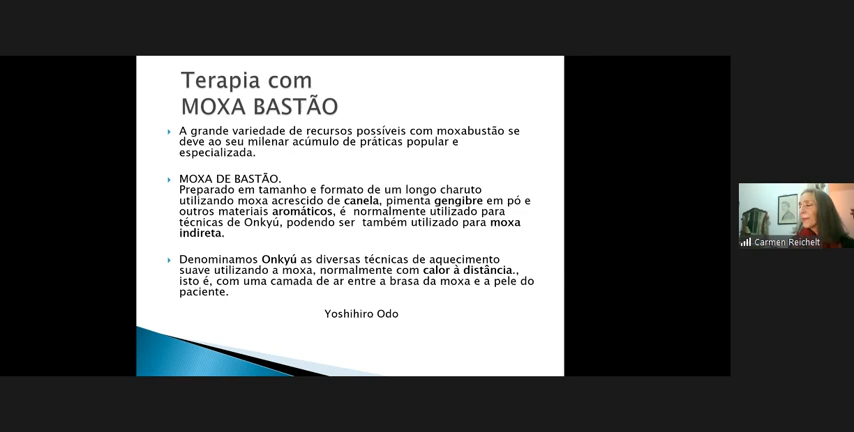 Terapia com
MOXA BASTÃO
A grande variedade de recursos possíveis com moxabustão se
deve ao seu milenar acúmulo de práticas popular e
especializada.
MOXA DE BASTÃO.
Preparado em tamanho e formato de um longo charuto
utilizando moxa acrescido de canela, pimenta gengibre em pó e
outros materiais aromáticos, é normalmente utilizado para
técnicas de Onkyú, podendo ser também utilizado para moxa
indireta.
Denominamos Onkyú as diversas técnicas de aquecimento
suave utilizando a moxa, normalmente com calor à distância.,
isto é, com uma camada de ar entre a brasa da moxa e a pele do
paciente.
Yoshihiro Odo
Carmen Reichelt